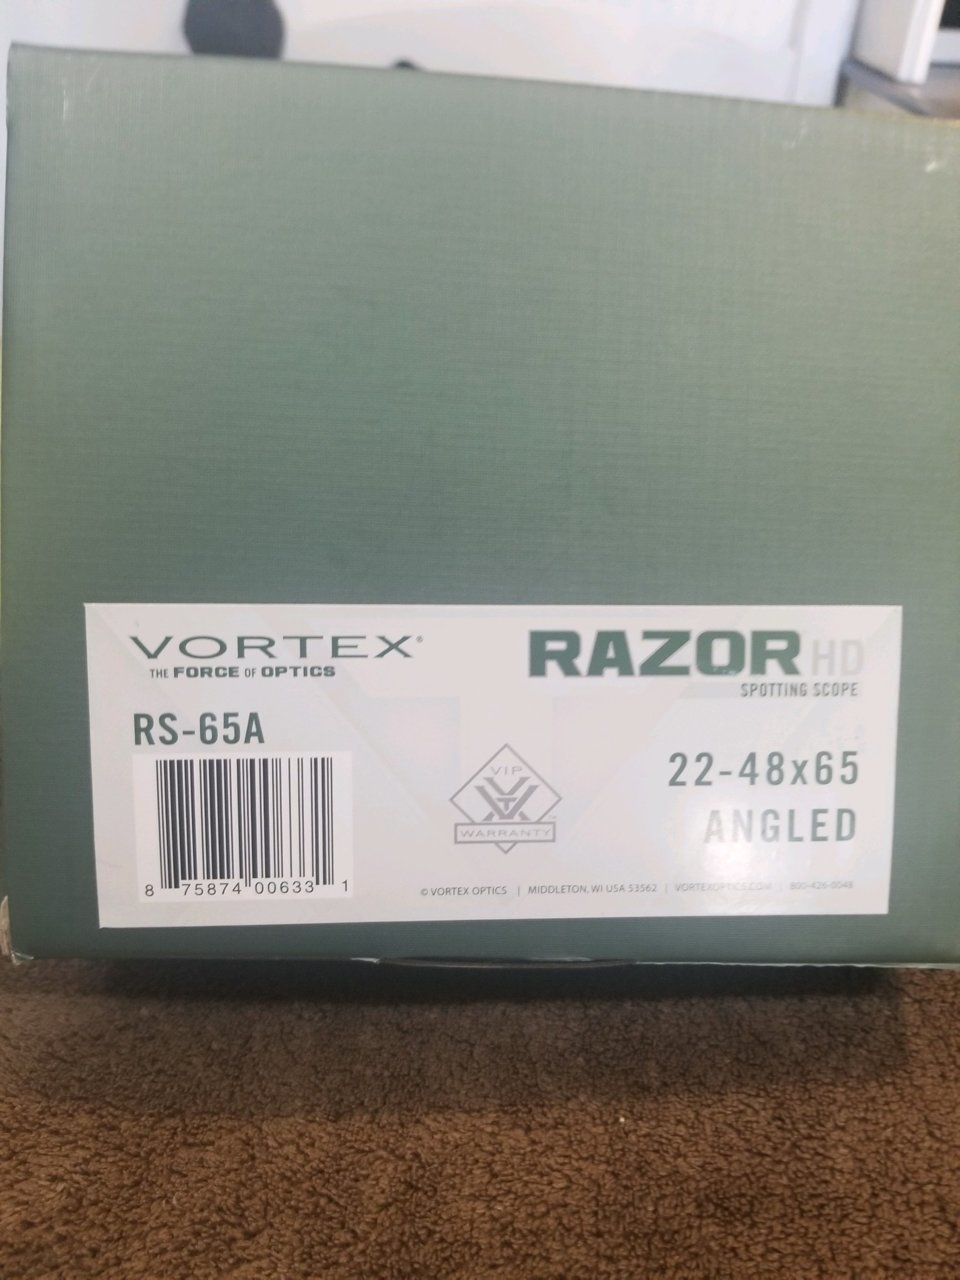 VORTEX®
THE FORCE OF OPTICS
RAZOR HD
SPOTTING SCOPE
RS-65A
22-48x65
ANGLED
VIP
WARRANTY
8 75874 00633 1
© VORTEX OPTICS | MIDDLETON, WI USA 53562 | VORTEXOPTICS.COM | 800-426-0048